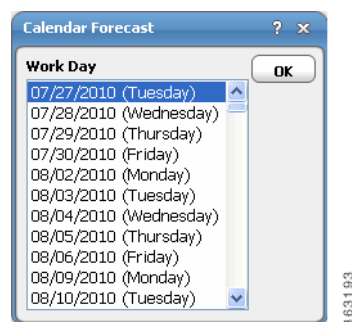 Calendar Forecast ? x
Work Day
OK
07/27/2010 (Tuesday)
07/28/2010 (Wednesday)
07/29/2010 (Thursday)
07/30/2010 (Friday)
08/02/2010 (Monday)
08/03/2010 (Tuesday)
08/04/2010 (Wednesday)
08/05/2010 (Thursday)
08/06/2010 (Friday)
08/09/2010 (Monday)
08/10/2010 (Tuesday)